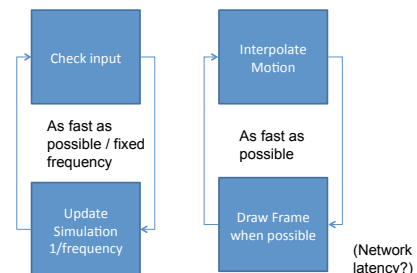 Check input
As fast as
possible / fixed
frequency
Update
Simulation
1/frequency
Interpolate
Motion
As fast as
possible
Draw Frame
when possible
(Network
latency?)